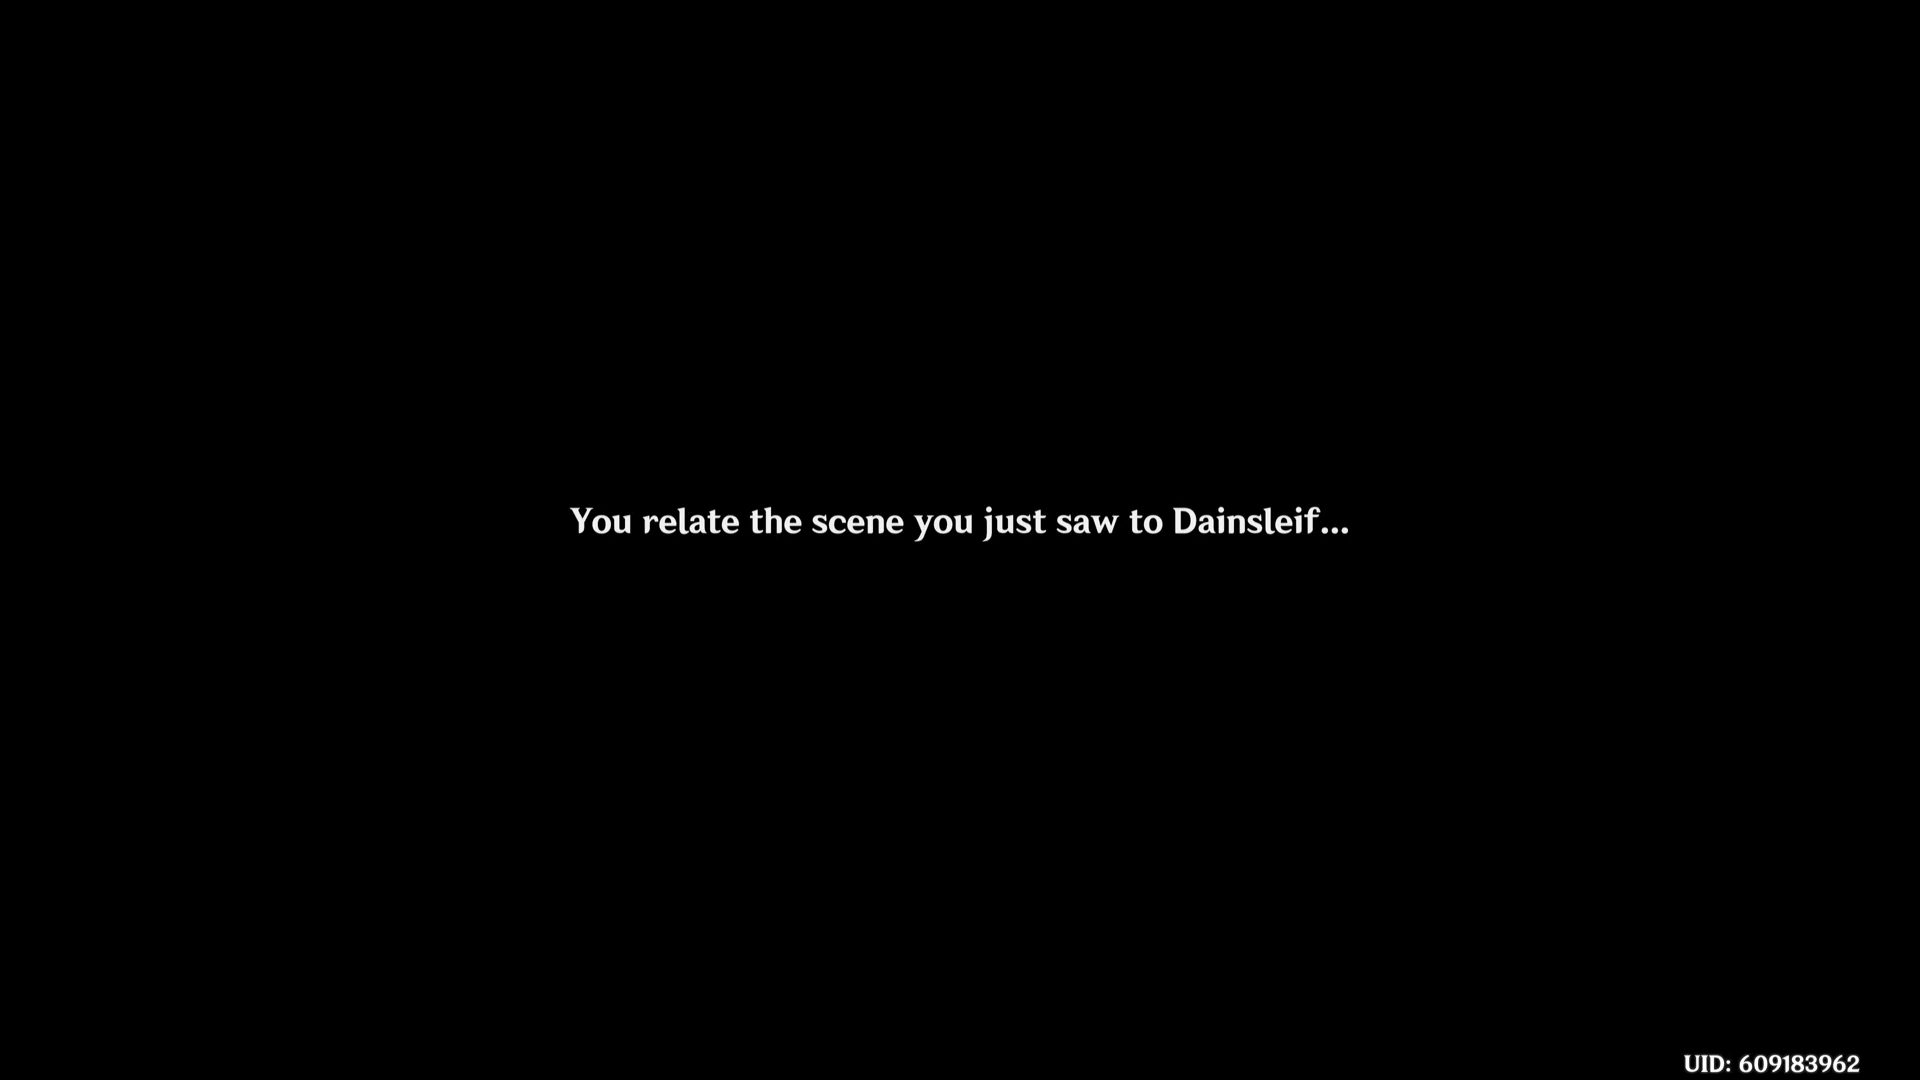 You relate the scene you just saw to Dainsleif...
UID: 609183962